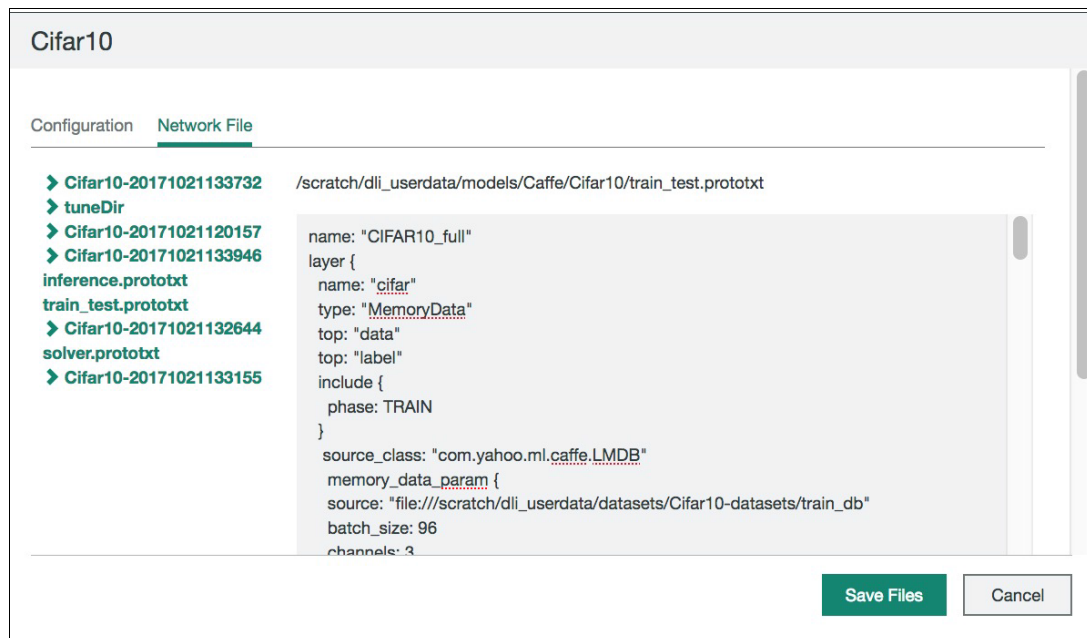 Cifar10
Configuration Network File
Cifar10-20171021133732
tuneDir
Cifar10-20171021120157
Cifar10-20171021133946
inference.prototxt
train_test.prototxt
Cifar10-20171021132644
solver.prototxt
Cifar10-20171021133155
/scratch/dli_userdata/models/Caffe/Cifar10/train_test.prototxt
name: "CIFAR10_full"
layer {
name: "cifar"
type: "MemoryData"
top: "data"
top: "label"
include {
phase: TRAIN
}
source_class: "com.yahoo.ml.caffe.LMDB"
memory_data_param {
source: "file:///scratch/dli_userdata/datasets/Cifar10-datasets/train_db"
batch_size: 96
channels: 3
Save Files Cancel